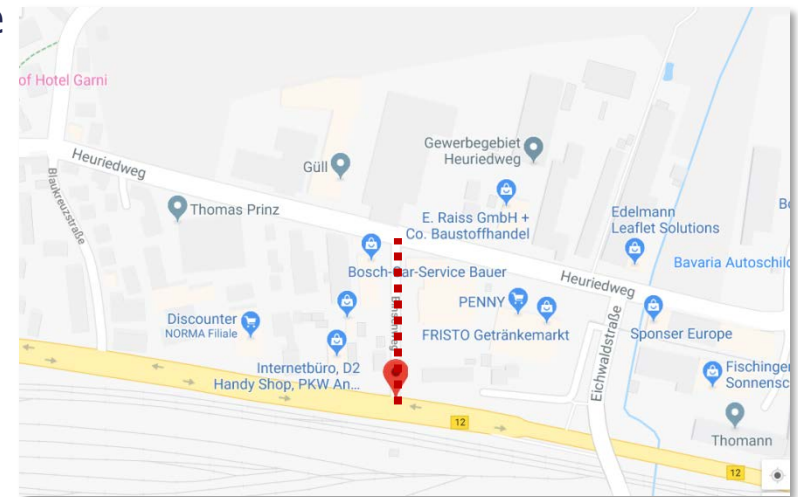 e
of Hotel Garni
Heuriedweg
Blaukreuzstraße
Güll
Gewerbegebiet
Heuriedweg
Thomas Prinz
E. Raiss GmbH +
Co. Baustoffhandel
Edelmann
Leaflet Solutions
Bosch-Car-Service Bauer
Bavaria Autoschild
Heuriedweg
PENNY
Discounter
NORMA Filiale
FRISTO Getränkemarkt
Sponser Europe
Eichwaldstraße
Internetbüro, D2
Handy Shop, PKW An...
Fischinger
Sonnensc
12
Thomann
12